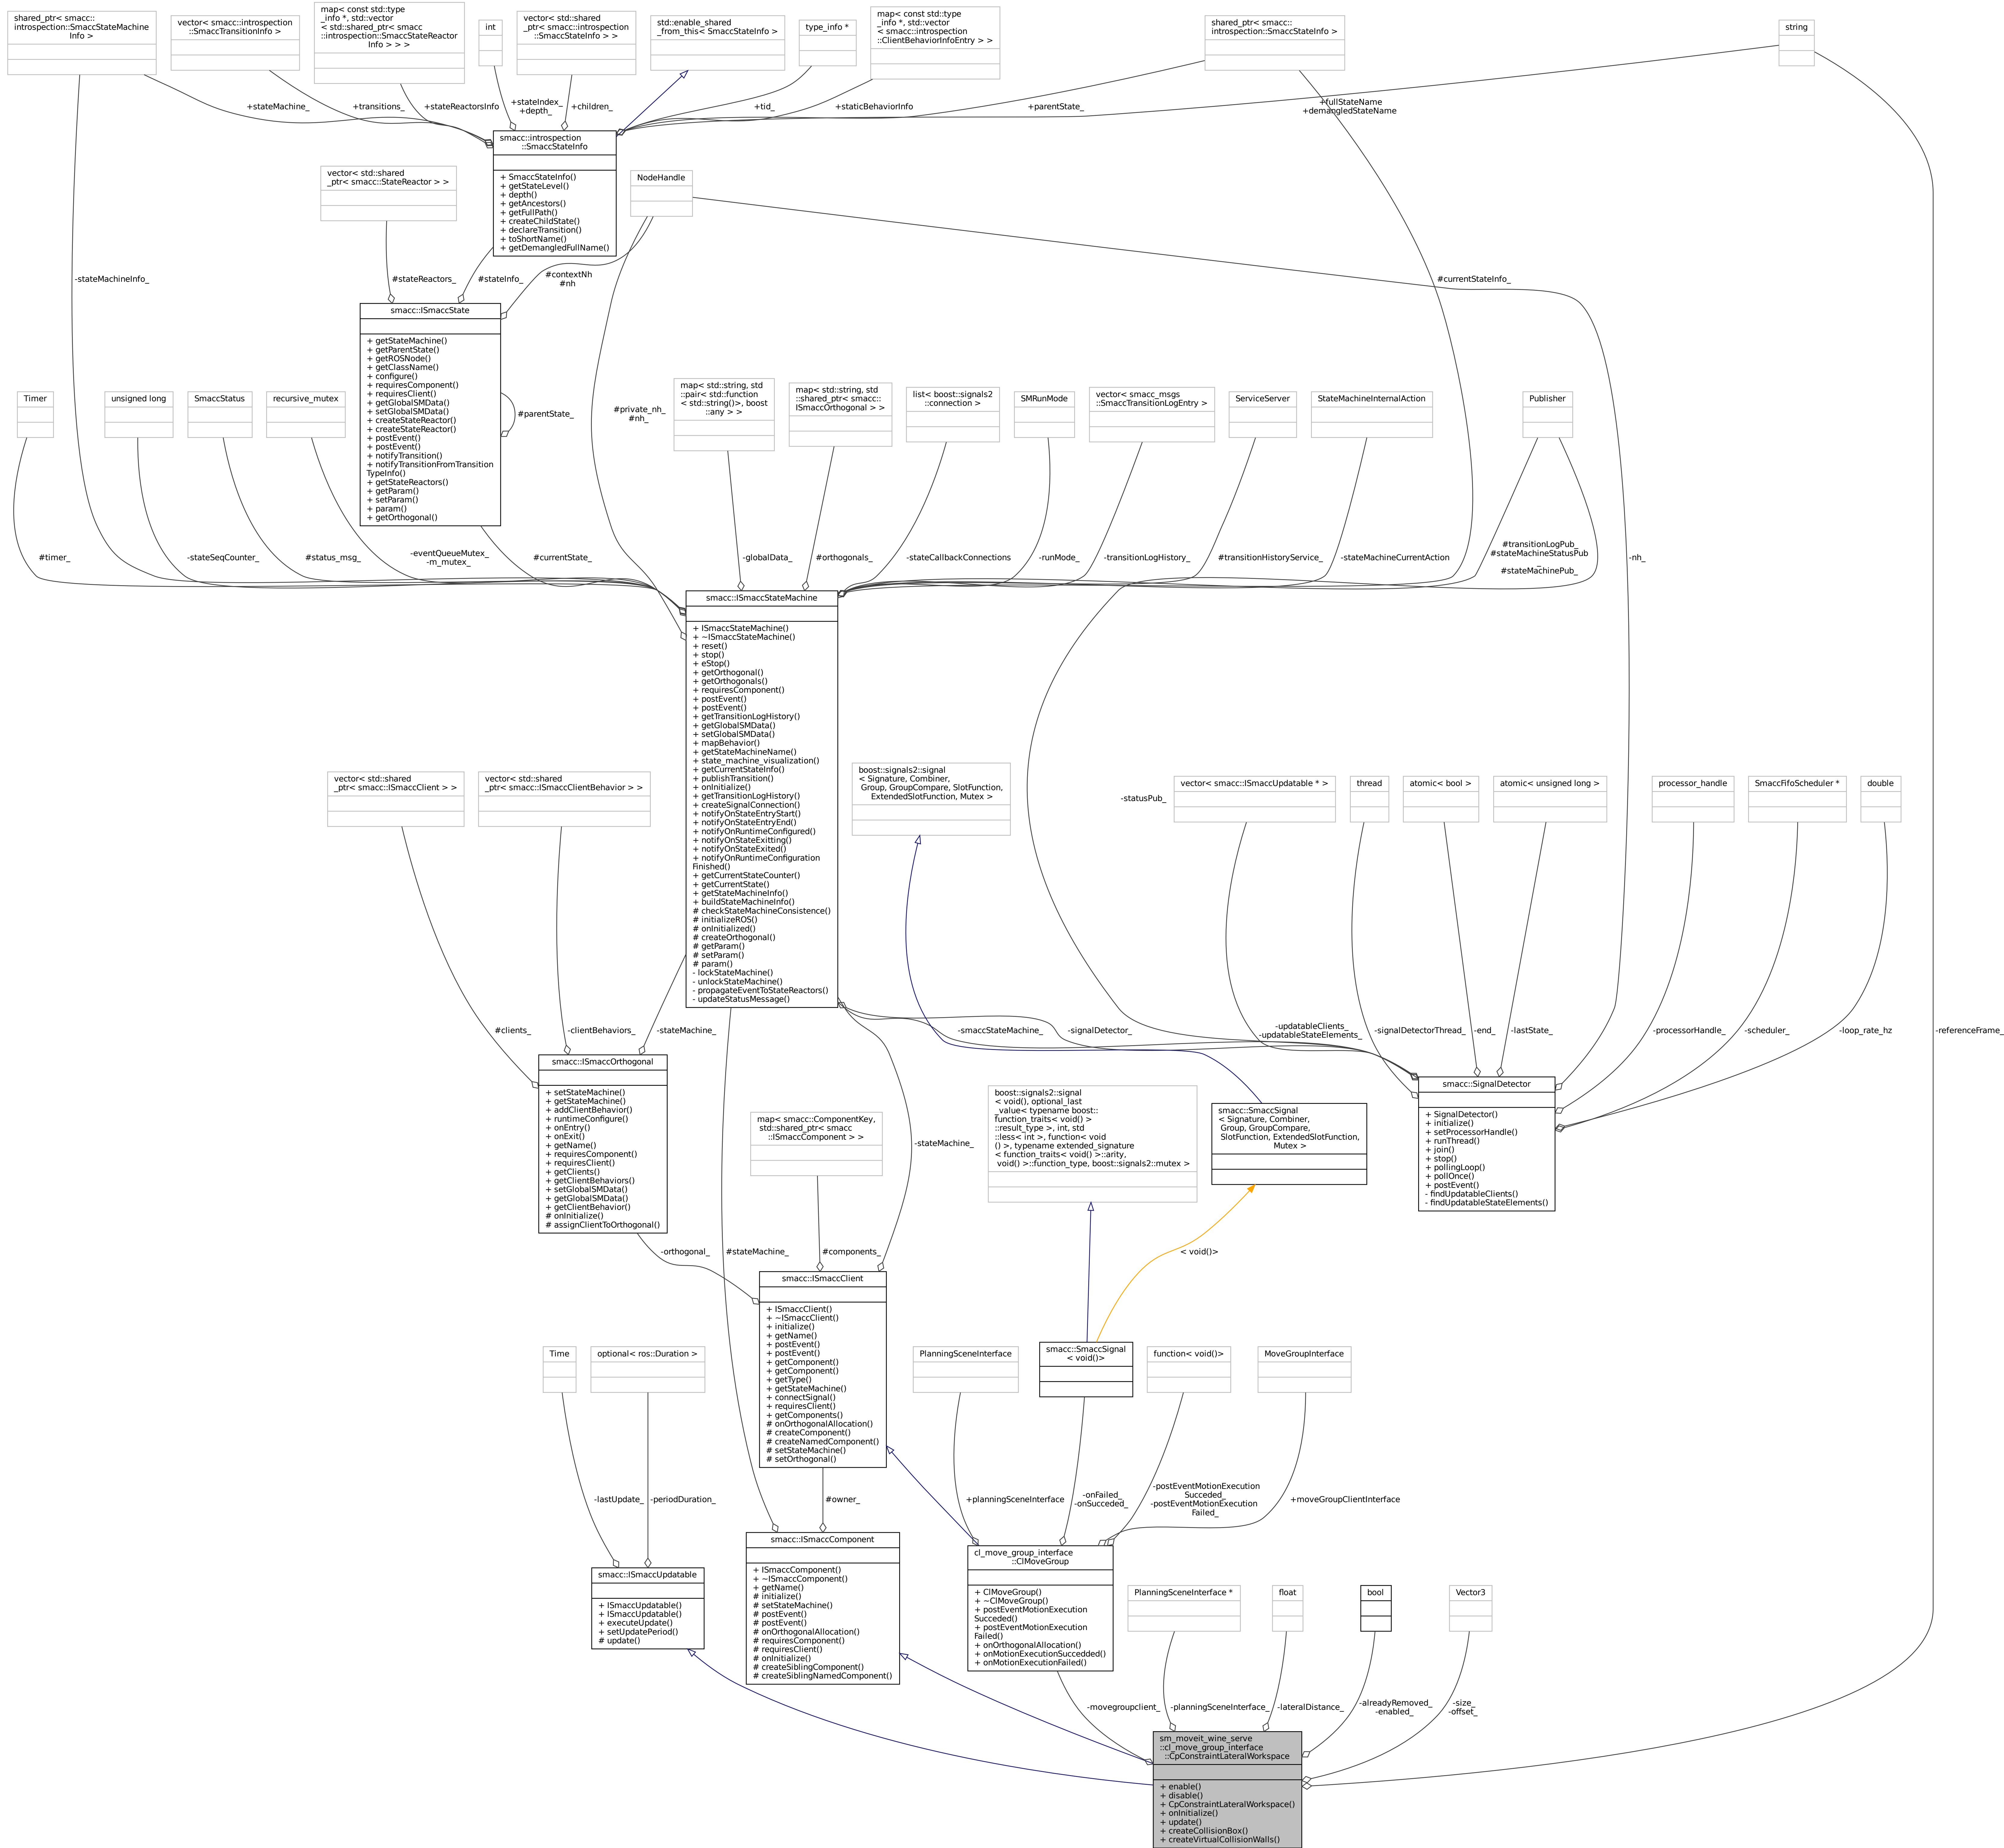 shared_ptr< smacc::
introspection::SmaccStateMachine
Info >
vector< smacc::introspection
::SmaccTransitionInfo >
map< const std::type
_info *, std::vector
< std::shared_ptr< smacc
::introspection::SmaccStateReactor
Info > > >
int
vector< std::shared
_ptr< smacc::introspection
::SmaccStateInfo > >
std::enable_shared
_from_this< SmaccStateInfo >
type_info *
map< const std::type
_info *, std::vector
< smacc::introspection
::ClientBehaviorInfoEntry > >
shared_ptr< smacc::
introspection::SmaccStateInfo >
string
+stateMachine_
+transitions_
+stateReactorsInfo
+stateIndex_
+depth_
+children_
+tid_
+staticBehaviorInfo
+parentState_
+fullStateName
+demangledStateName
smacc::introspection
::SmaccStateInfo
+ SmaccStateInfo()
+ getStateLevel()
+ depth()
+ getAncestors()
+ getFullPath()
+ createChildState()
+ declareTransition()
+ toShortName()
+ getDemangledFullName()
vector< std::shared
_ptr< smacc::StateReactor > >
NodeHandle
-stateMachineInfo_
#stateReactors_
#stateInfo_
#contextNh
#nh
#currentStateInfo_
smacc::ISmaccState
+ getStateMachine()
+ getParentState()
+ getROSNode()
+ getClassName()
+ configure()
+ requiresComponent()
+ requiresClient()
+ getGlobalSMData()
+ setGlobalSMData()
+ createStateReactor()
+ createStateReactor()
+ postEvent()
+ postEvent()
+ notifyTransition()
+ notifyTransitionFromTransition
TypeInfo()
+ getStateReactors()
+ getParam()
+ setParam()
+ param()
+ getOrthogonal()
#parentState_
#private_nh_
#nh_
Timer
unsigned long
SmaccStatus
recursive_mutex
map< std::string, std
::pair< std::function
< std::string()>, boost
::any > >
map< std::string, std
::shared_ptr< smacc::
ISmaccOrthogonal > >
list< boost::signals2
::connection >
SMRunMode
vector< smacc_msgs
::SmaccTransitionLogEntry >
ServiceServer
StateMachineInternalAction
Publisher
#timer_
-stateSeqCounter_
#status_msg_
-eventQueueMutex_
-m_mutex_
#currentState_
-globalData_
#orthogonals_
-stateCallbackConnections
-runMode_
-transitionLogHistory_
#transitionHistoryService_
-stateMachineCurrentAction
#transitionLogPub_
#stateMachineStatusPub
_
#stateMachinePub_
-nh_
smacc::ISmaccStateMachine
+ ISmaccStateMachine()
+ ~ISmaccStateMachine()
+ reset()
+ stop()
+ eStop()
+ getOrthogonal()
+ getOrthogonals()
+ requiresComponent()
+ postEvent()
+ postEvent()
+ getTransitionLogHistory()
+ getGlobalSMData()
+ setGlobalSMData()
+ mapBehavior()
+ getStateMachineName()
+ state_machine_visualization()
+ getCurrentStateInfo()
+ publishTransition()
+ onInitialize()
+ getTransitionLogHistory()
+ createSignalConnection()
+ notifyOnStateEntryStart()
+ notifyOnStateEntryEnd()
+ notifyOnRuntimeConfigured()
+ notifyOnStateExitting()
+ notifyOnStateExited()
+ notifyOnRuntimeConfiguration
Finished()
+ getCurrentStateCounter()
+ getCurrentState()
+ getStateMachineInfo()
+ buildStateMachineInfo()
# checkStateMachineConsistence()
# initializeROS()
# onInitialized()
# createOrthogonal()
# getParam()
# setParam()
# param()
- lockStateMachine()
- unlockStateMachine()
- propagateEventToStateReactors()
- updateStatusMessage()
vector< std::shared
_ptr< smacc::ISmaccClient > >
vector< std::shared
_ptr< smacc::ISmaccClientBehavior > >
boost::signals2::signal
< Signature, Combiner,
Group, GroupCompare, SlotFunction,
ExtendedSlotFunction, Mutex >
-statusPub_
vector< smacc::ISmaccUpdatable * >
thread
atomic< bool >
atomic< unsigned long >
processor_handle
SmaccFifoScheduler *
double
#clients_
-clientBehaviors_
-stateMachine_
-smaccStateMachine_
-signalDetector_
-updatableClients_
-updatableStateElements_
-signalDetectorThread_
-end_
-lastState_
-processorHandle_
-scheduler_
-loop_rate_hz
-referenceFrame_
smacc::ISmaccOrthogonal
+ setStateMachine()
+ getStateMachine()
+ addClientBehavior()
+ runtimeConfigure()
+ onEntry()
+ onExit()
+ getName()
+ requiresComponent()
+ requiresClient()
+ getClients()
+ getClientBehaviors()
+ setGlobalSMData()
+ getGlobalSMData()
+ getClientBehavior()
# onInitialize()
# assignClientToOrthogonal()
map< smacc::ComponentKey,
std::shared_ptr< smacc
::ISmaccComponent > >
-stateMachine_
boost::signals2::signal
< void(), optional_last
_value< typename boost::
function_traits< void() >
::result_type >, int, std
::less< int >, function< void
() >, typename extended_signature
< function_traits< void() >::arity,
void() >::function_type, boost::signals2::mutex >
smacc::SmaccSignal
< Signature, Combiner,
Group, GroupCompare,
SlotFunction, ExtendedSlotFunction,
Mutex >
smacc::SignalDetector
+ SignalDetector()
+ initialize()
+ setProcessorHandle()
+ runThread()
+ join()
+ stop()
+ pollingLoop()
+ pollOnce()
+ postEvent()
- findUpdatableClients()
- findUpdatableStateElements()
-orthogonal_
#stateMachine_
#components_
< void()>
smacc::ISmaccClient
+ ISmaccClient()
+ ~ISmaccClient()
+ initialize()
+ getName()
+ postEvent()
+ postEvent()
+ getComponent()
+ getComponent()
+ getType()
+ getStateMachine()
+ connectSignal()
+ requiresClient()
+ getComponents()
# onOrthogonalAllocation()
# createComponent()
# createNamedComponent()
# setStateMachine()
# setOrthogonal()
Time
optional< ros::Duration >
PlanningSceneInterface
smacc::SmaccSignal
< void()>
function< void()>
MoveGroupInterface
-lastUpdate_
-periodDuration_
#owner_
+planningSceneInterface
-onFailed_
-onSucceded_
-postEventMotionExecution
Succeded_
-postEventMotionExecution
Failed_
+moveGroupClientInterface
smacc::ISmaccUpdatable
+ ISmaccUpdatable()
+ ISmaccUpdatable()
+ executeUpdate()
+ setUpdatePeriod()
# update()
smacc::ISmaccComponent
+ ISmaccComponent()
+ ~ISmaccComponent()
+ getName()
# initialize()
# setStateMachine()
# postEvent()
# postEvent()
# onOrthogonalAllocation()
# requiresComponent()
# requiresClient()
# onInitialize()
# createSiblingComponent()
# createSiblingNamedComponent()
cl_move_group_interface
::ClMoveGroup
+ ClMoveGroup()
+ ~ClMoveGroup()
+ postEventMotionExecution
Succeded()
+ postEventMotionExecution
Failed()
+ onOrthogonalAllocation()
+ onMotionExecutionSuccedded()
+ onMotionExecutionFailed()
PlanningSceneInterface *
float
bool
Vector3
-movegroupclient_
-planningSceneInterface_
-lateralDistance_
-alreadyRemoved_
-enabled_
-size_
-offset_
sm_moveit_wine_serve
::cl_move_group_interface
::CpConstraintLateralWorkspace
+ enable()
+ disable()
+ CpConstraintLateralWorkspace()
+ onInitialize()
+ update()
+ createCollisionBox()
+ createVirtualCollisionWalls()